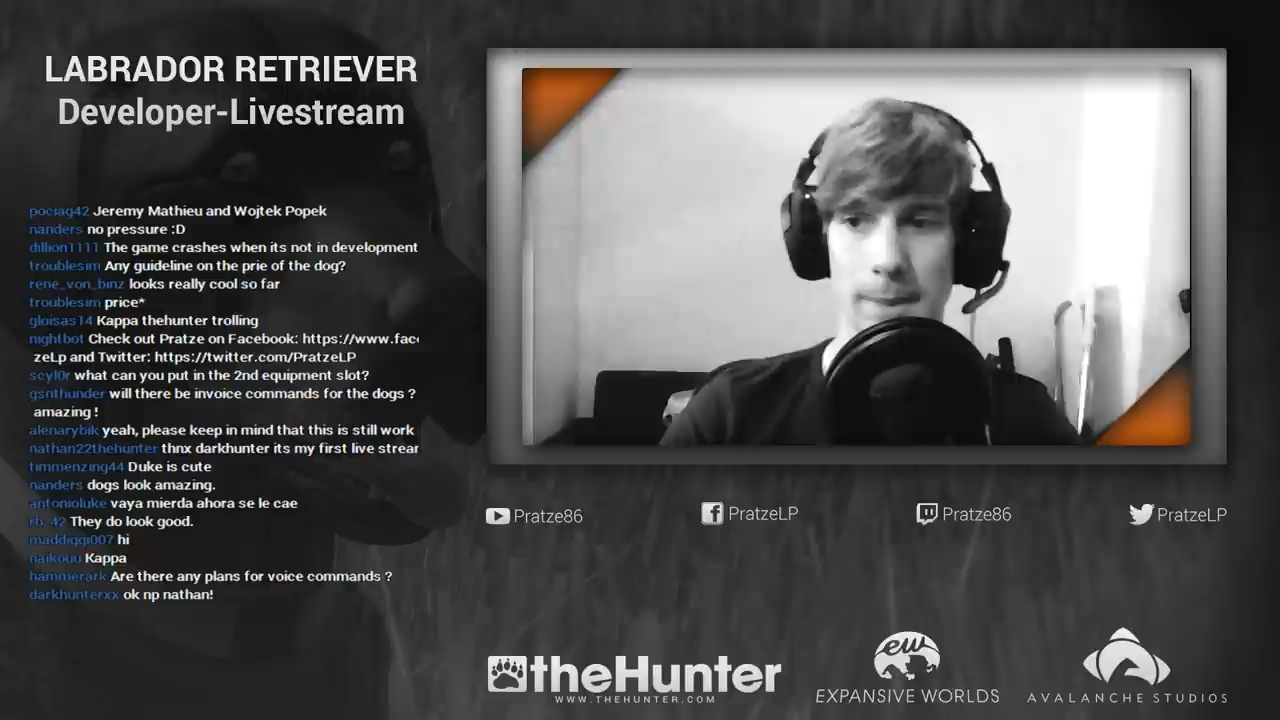 LABRADOR RETRIEVER
Developer-Livestream
pociag42 Jeremy Mathieu and Wojtek Popek
nanders no pressure :D
dillion1111 The game crashes when its not in development
troublesim Any guideline on the prie of the dog?
rene_von_binz looks really cool so far
troublesim price*
gloisas14 Kappa thehunter trolling
nightbot Check out Pratze on Facebook: https://www.fac
zeLp and Twitter: https://twitter.com/PratzeLP
scyl0r what can you put in the 2nd equipment slot?
gsnthunder will there be invoice commands for the dogs ?
amazing !
alenarybik yeah, please keep in mind that this is still work
nathan22thehunter thnx darkhunter its my first live strear
timmenzing44 Duke is cute
nanders dogs look amazing.
antonioluke vaya mierda ahora se le cae
rb_42 They do look good.
maddiggi007 hi
naikouu Kappa
hammerark Are there any plans for voice commands ?
darkhunterxx ok np nathan!
Pratze86
PratzeLP
Pratze86
PratzeLP
theHunter
WWW.THEHUNTER.COM
ew
EXPANSIVE WORLDS
AVALANCHE STUDIOS